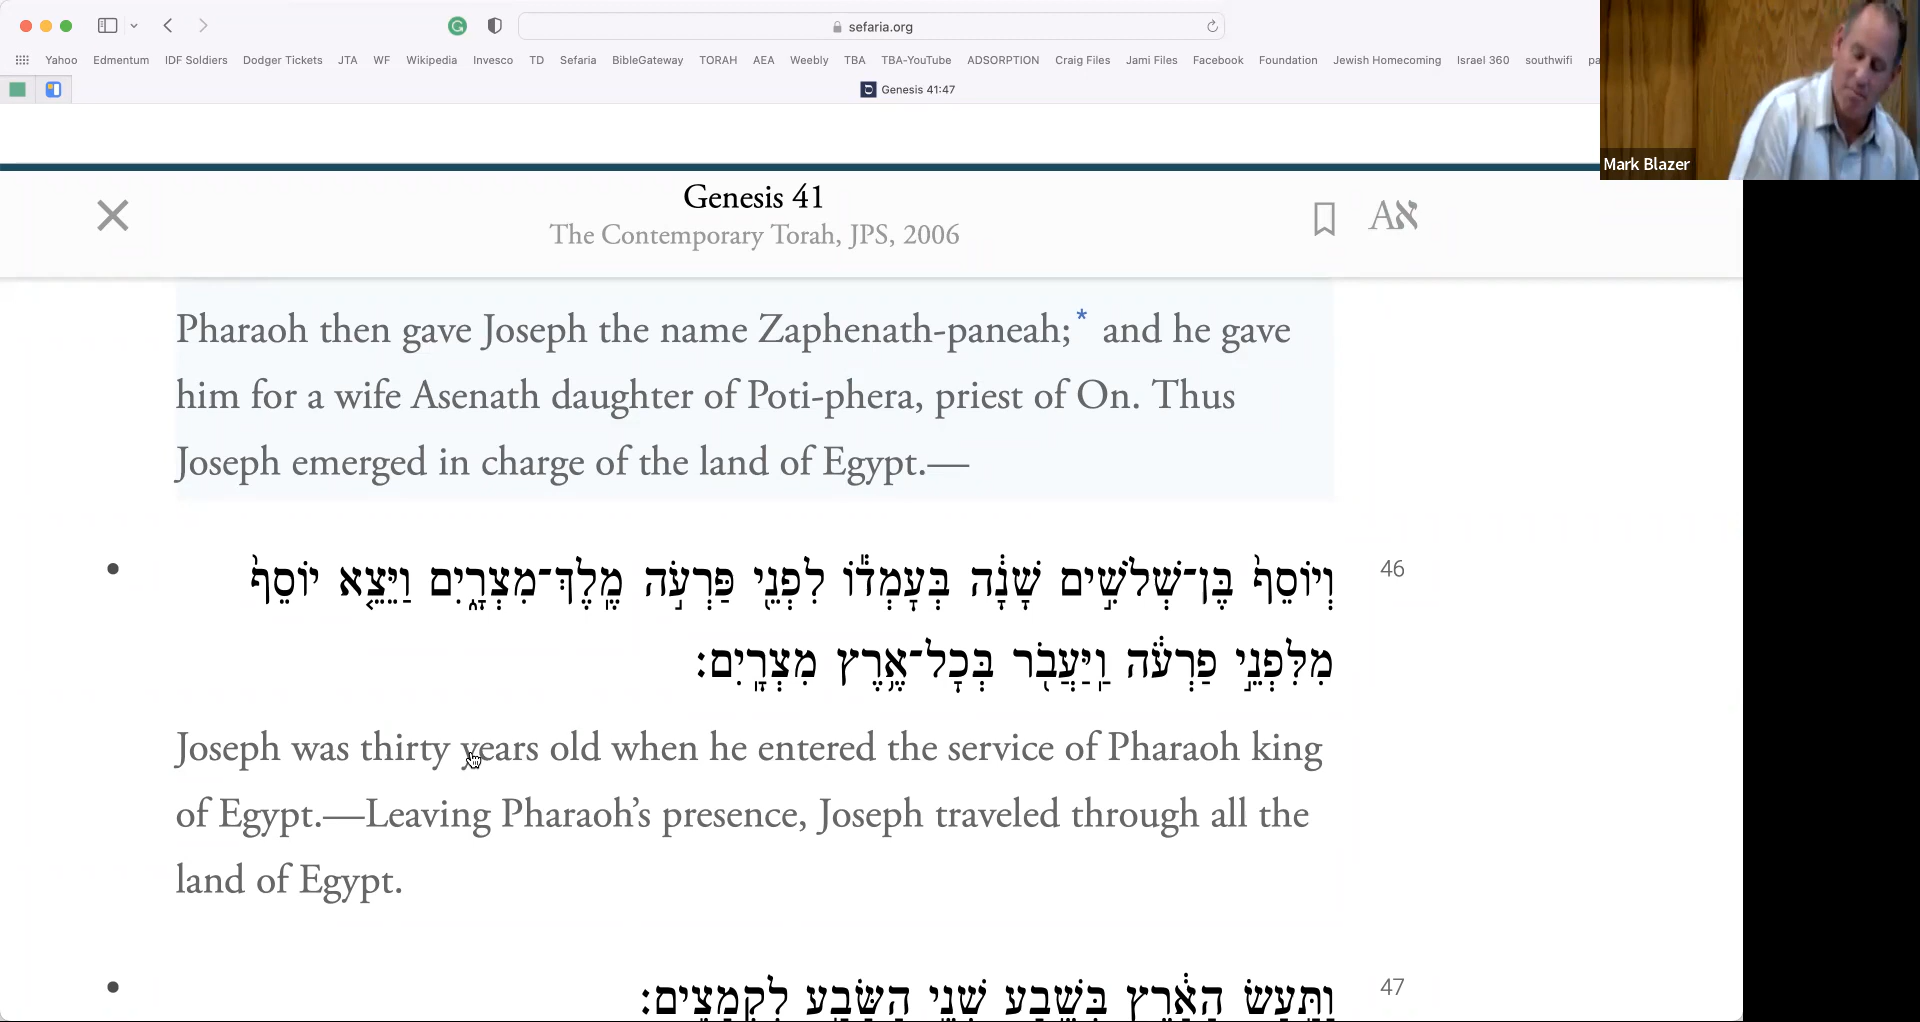 sefaria.org
Yahoo Edmentum IDF Soldiers Dodger Tickets JTA WF Wikipedia Invesco TD Sefaria BibleGateway TORAH AEA Weebly TBA TBA-YouTube ADSORPTION Craig Files Jami Files Facebook Foundation Jewish Homecoming Israel 360 southwifi pa
Genesis 41:47
Mark Blazer
Genesis 41
The Contemporary Torah, JPS, 2006
Aא
Pharaoh then gave Joseph the name Zaphenath-paneah;* and he gave
him for a wife Asenath daughter of Poti-phera, priest of On. Thus
Joseph emerged in charge of the land of Egypt.—
46
וְיוֹסֵף֙ בֶּן־שְׁלֹשִׁ֣ים שָׁנָ֔ה בְּעׇמְד֕וֹ לִפְנֵ֖י פַּרְעֹ֣ה מֶֽלֶךְ־מִצְרָ֑יִם וַיֵּצֵ֤א יוֹסֵף֙
מִלִּפְנֵ֣י פַרְעֹ֔ה וַֽיַּעֲבֹ֖ר בְּכׇל־אֶ֥רֶץ מִצְרָֽיִם׃
Joseph was thirty years old when he entered the service of Pharaoh king
of Egypt.—Leaving Pharaoh’s presence, Joseph traveled through all the
land of Egypt.
47
וַתַּ֣עַשׂ הָאָ֔רֶץ בְּשֶׁ֖בַע שְׁנֵ֣י הַשָּׂבָ֑ע לִקְמָצִֽים׃